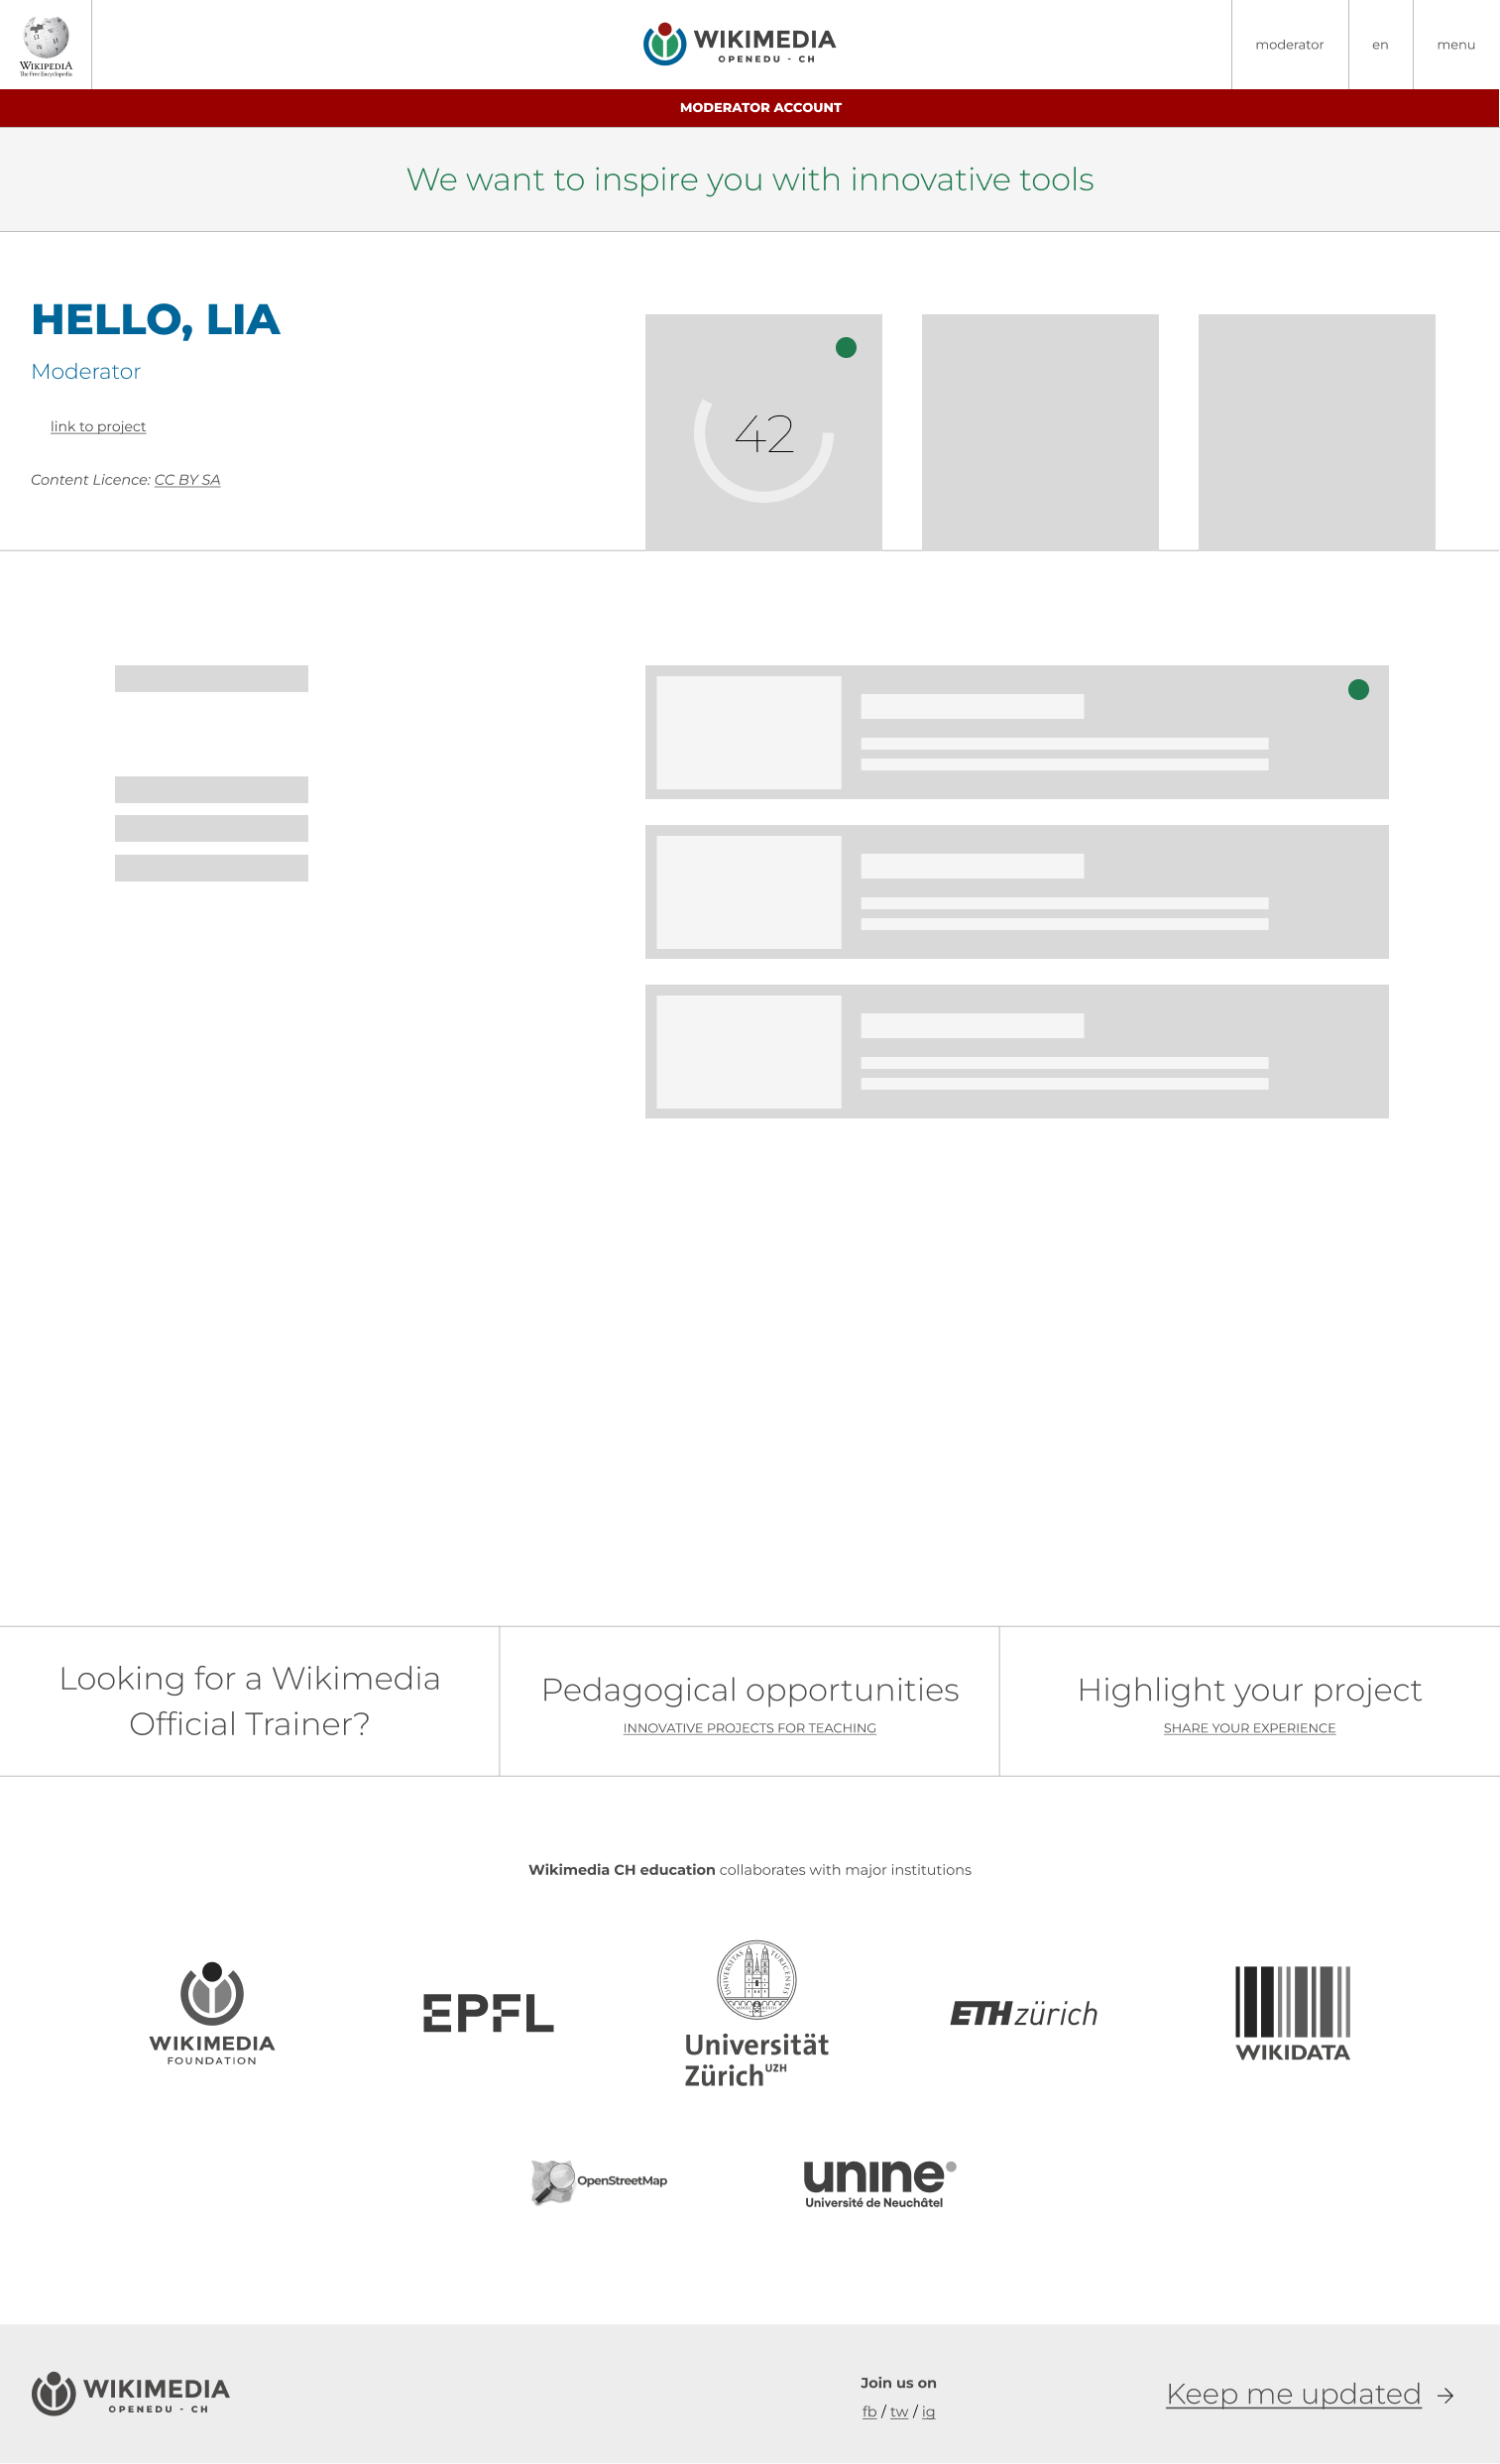 WIKIPEDIA
The Free Encyclopedia
WIKIMEDIA
OPENEDU - CH
moderator
en
menu
MODERATOR ACCOUNT
We want to inspire you with innovative tools
HELLO, LIA
Moderator
link to project
Content Licence: CC BY SA
42
Looking for a Wikimedia
Official Trainer?
Pedagogical opportunities
INNOVATIVE PROJECTS FOR TEACHING
Highlight your project
SHARE YOUR EXPERIENCE
Wikimedia CH education collaborates with major institutions
WIKIMEDIA
FOUNDATION
EPFL
UNIVERSITAS TURICENSIS
Universität
Zürich UZH
ETH zürich
WIKIDATA
OpenStreetMap
unine
Université de Neuchâtel
WIKIMEDIA
OPENEDU - CH
Join us on
fb / tw / ig
Keep me updated →